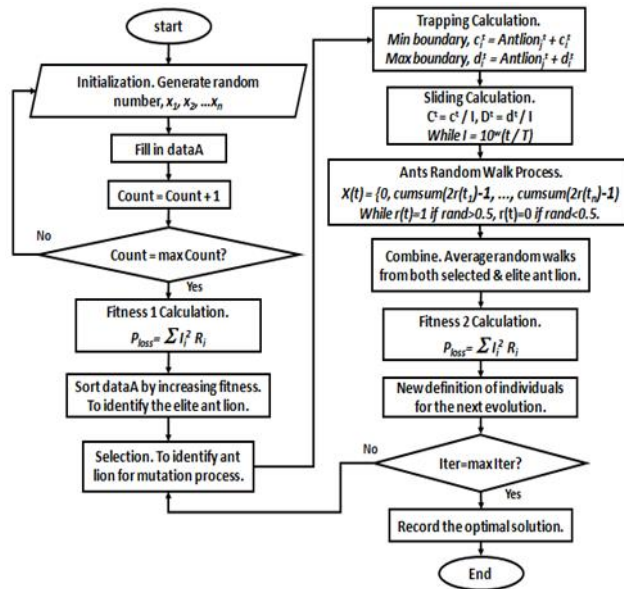 start
Initialization. Generate random
number, x1, x2, ...xn
Fill in dataA
Count = Count + 1
No
Count = max Count?
Yes
Fitness 1 Calculation.
Ploss= ∑ Ii² Ri
Sort dataA by increasing fitness.
To identify the elite ant lion.
Selection. To identify ant
lion for mutation process.
Trapping Calculation.
Min boundary, ciᵗ = Antlionjᵗ + ciᵗ
Max boundary, diᵗ = Antlionjᵗ + diᵗ
Sliding Calculation.
Cᵗ = cᵗ / I, Dᵗ = dᵗ / I
While I = 10ʷ(t / T)
Ants Random Walk Process.
X(t) = {0, cumsum(2r(t1)-1, ..., cumsum(2r(tn)-1)
While r(t)=1 if rand>0.5, r(t)=0 if rand<0.5.
Combine. Average random walks
from both selected & elite ant lion.
Fitness 2 Calculation.
Ploss= ∑ Ii² Ri
New definition of individuals
for the next evolution.
No
Iter=max Iter?
Yes
Record the optimal solution.
End